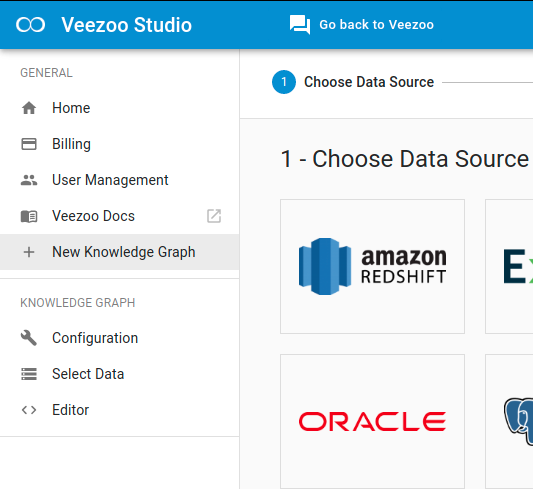 Veezoo Studio
Go back to Veezoo
GENERAL
Home
Billing
User Management
Veezoo Docs
New Knowledge Graph
KNOWLEDGE GRAPH
Configuration
Select Data
Editor
1 Choose Data Source
1 - Choose Data Source
amazon
REDSHIFT
ORACLE